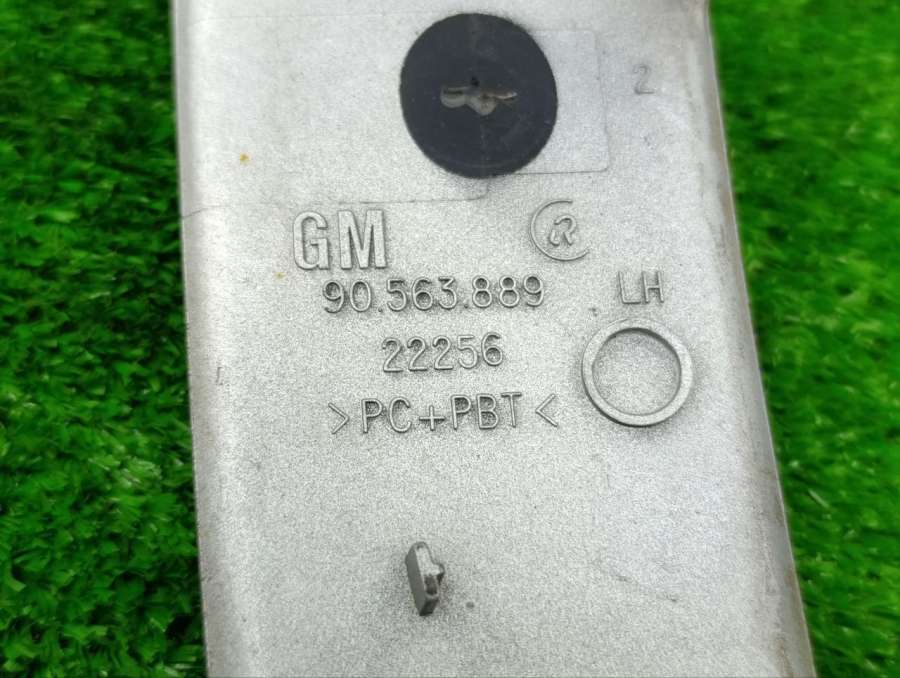 2
GM
R
90.563.889 LH
22256
>PC+PBT<